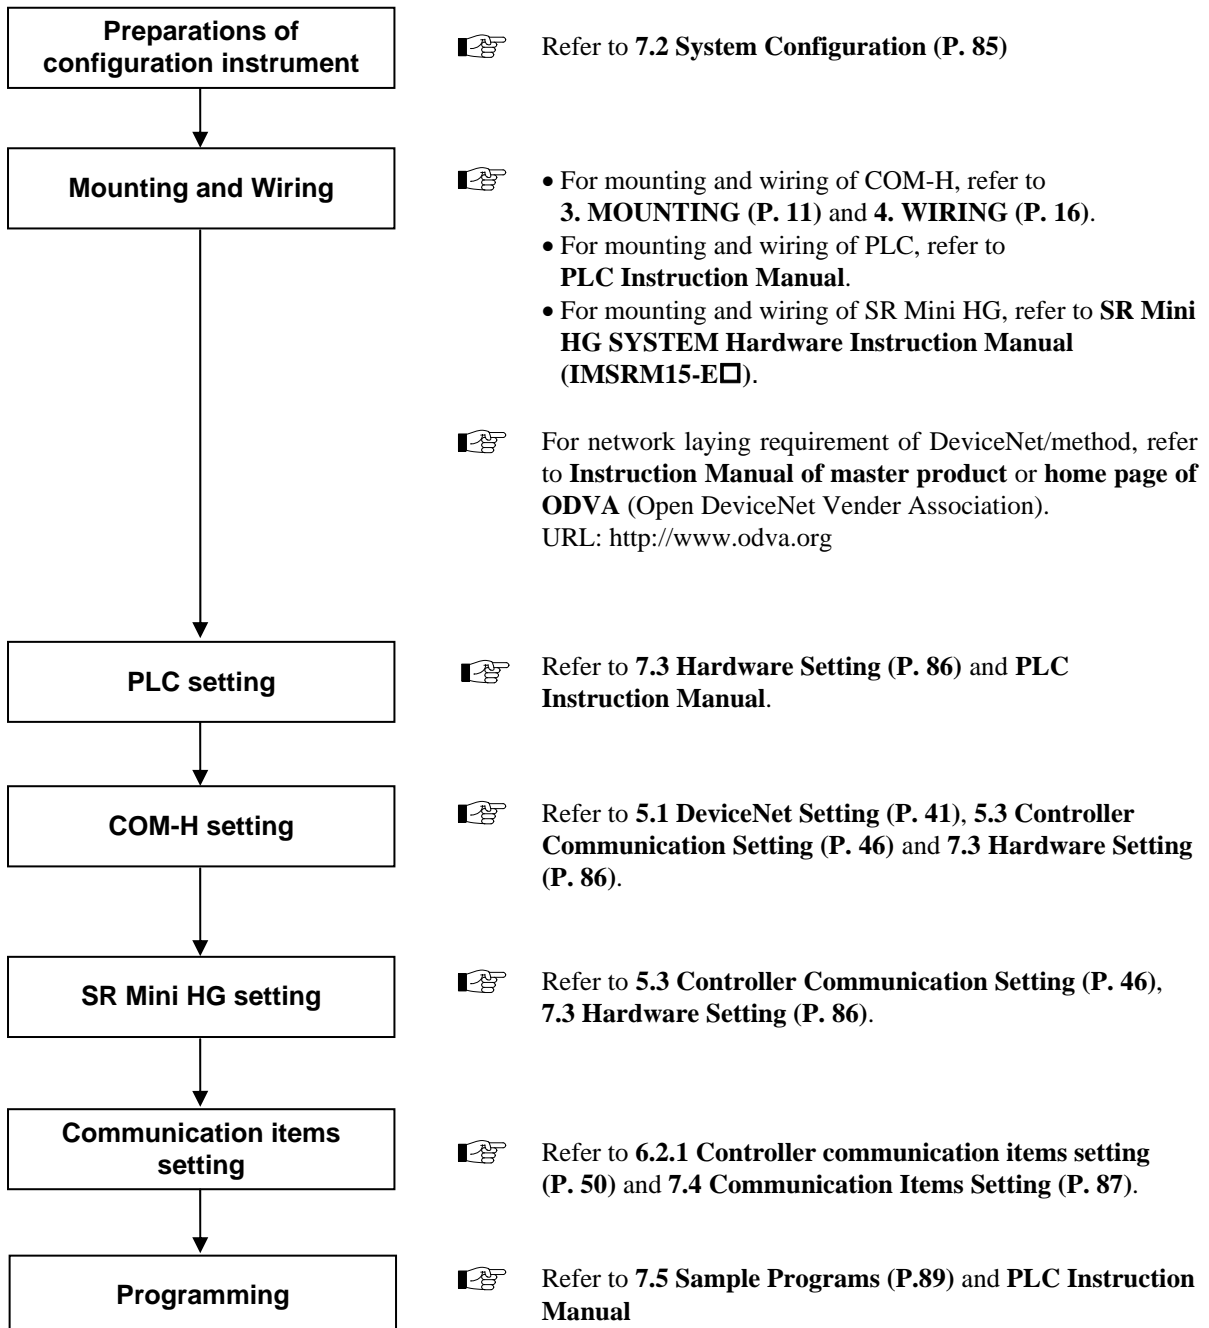 Preparations of
configuration instrument
Refer to 7.2 System Configuration (P. 85)
Mounting and Wiring
• For mounting and wiring of COM-H, refer to
3. MOUNTING (P. 11) and 4. WIRING (P. 16).
• For mounting and wiring of PLC, refer to
PLC Instruction Manual.
• For mounting and wiring of SR Mini HG, refer to SR Mini
HG SYSTEM Hardware Instruction Manual
(IMSRM15-E□).
For network laying requirement of DeviceNet/method, refer
to Instruction Manual of master product or home page of
ODVA (Open DeviceNet Vender Association).
URL: http://www.odva.org
PLC setting
Refer to 7.3 Hardware Setting (P. 86) and PLC
Instruction Manual.
COM-H setting
Refer to 5.1 DeviceNet Setting (P. 41), 5.3 Controller
Communication Setting (P. 46) and 7.3 Hardware Setting
(P. 86).
SR Mini HG setting
Refer to 5.3 Controller Communication Setting (P. 46),
7.3 Hardware Setting (P. 86).
Communication items
setting
Refer to 6.2.1 Controller communication items setting
(P. 50) and 7.4 Communication Items Setting (P. 87).
Programming
Refer to 7.5 Sample Programs (P.89) and PLC Instruction
Manual